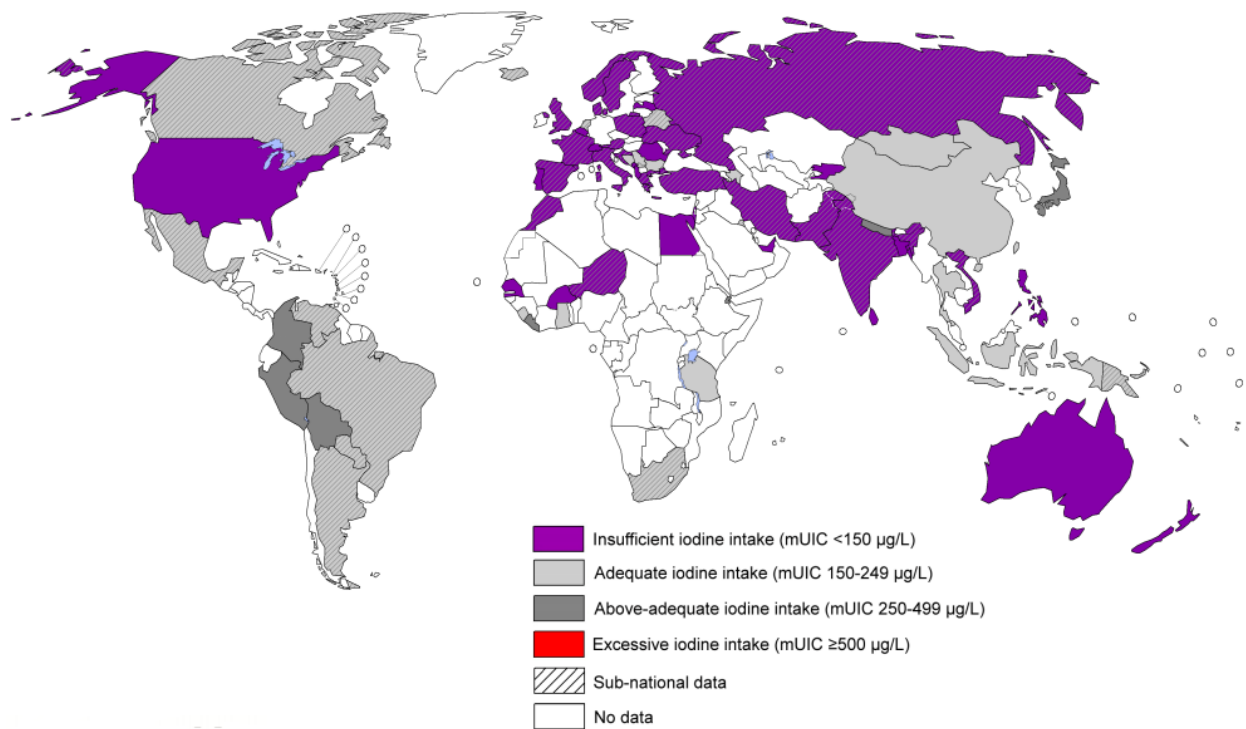 Insufficient iodine intake (mUIC <150 µg/L)
Adequate iodine intake (mUIC 150-249 µg/L)
Above-adequate iodine intake (mUIC 250-499 µg/L)
Excessive iodine intake (mUIC ≥500 µg/L)
Sub-national data
No data